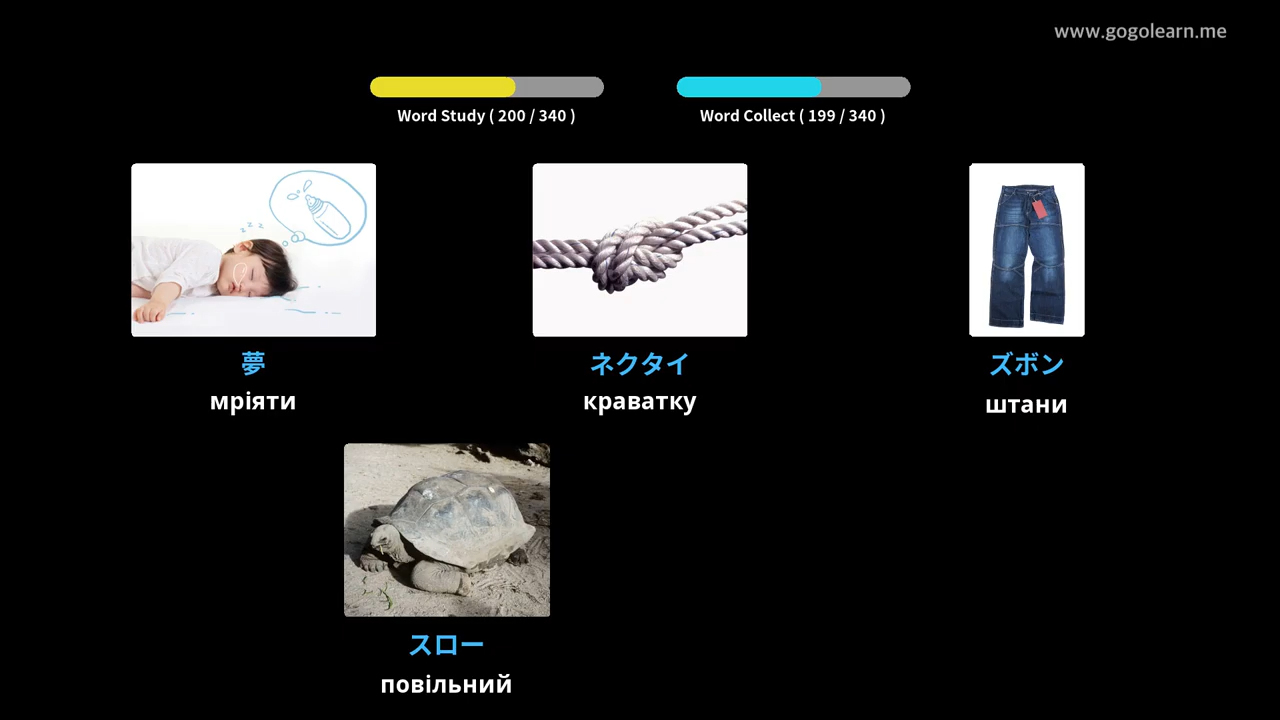 www.gogolearn.me
Word Study ( 200 / 340 )
Word Collect ( 199 / 340 )
z z z
夢
мріяти
ネクタイ
краватку
ズボン
штани
スロー
повільний